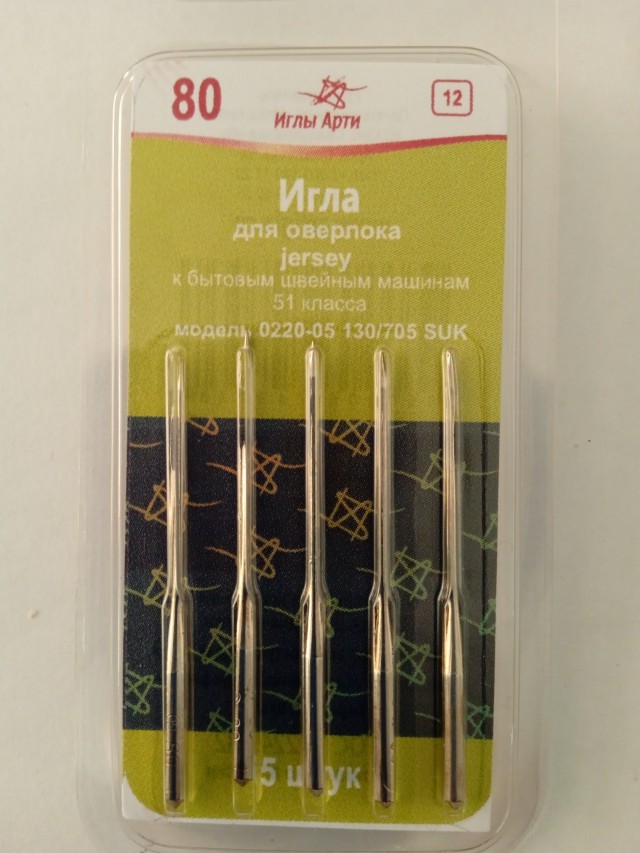 80
12
Иглы Арти
Игла
для оверлока
jersey
к бытовым швейным машинам
51 класса
модель 0220-05 130/705 SUK
5 штук